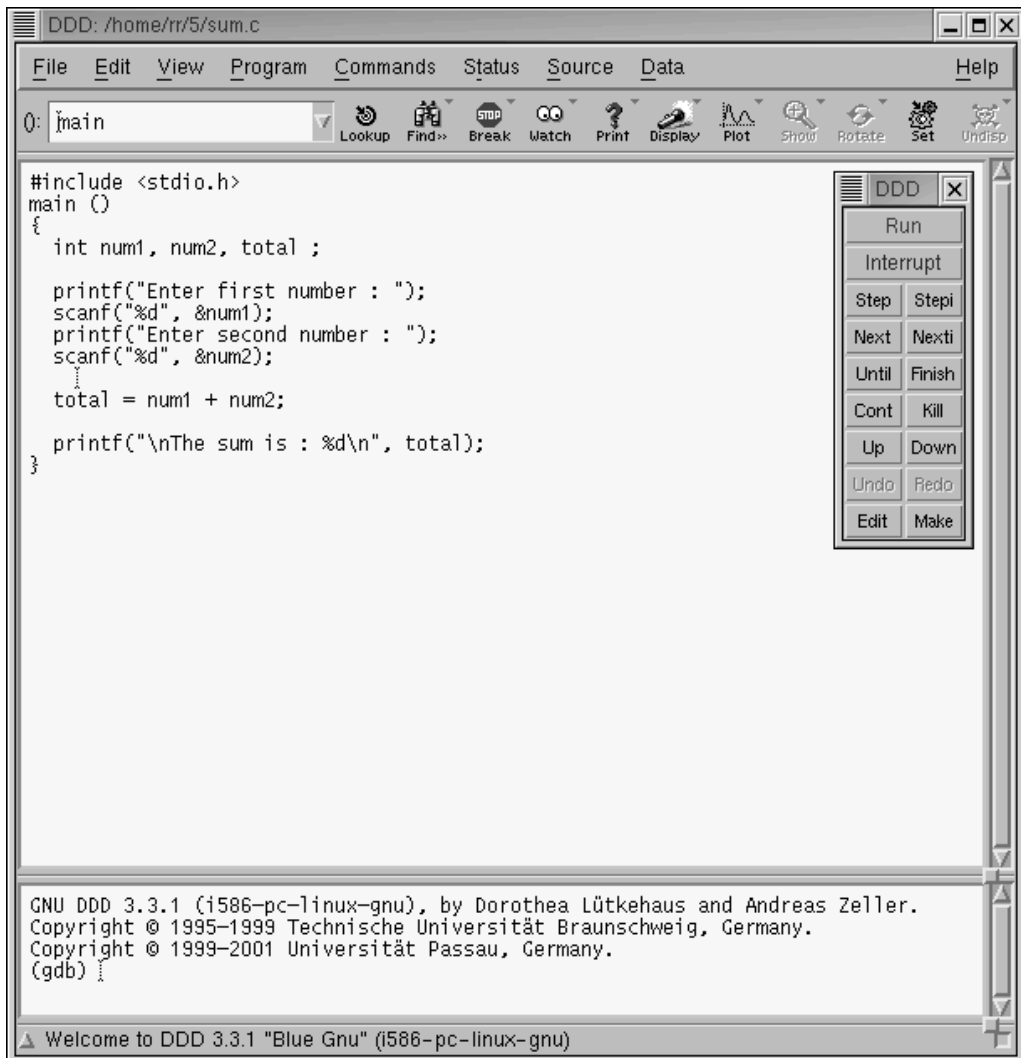 DDD: /home/rr/5/sum.c
File Edit View Program Commands Status Source Data Help
(): main
Lookup Find» Break Watch Print Display Plot Show Rotate Set Undisp
#include <stdio.h>
main ()
{
  int num1, num2, total ;
  printf("Enter first number : ");
  scanf("%d", &num1);
  printf("Enter second number : ");
  scanf("%d", &num2);
  total = num1 + num2;
  printf("\nThe sum is : %d\n", total);
}
DDD
Run
Interrupt
Step Stepi
Next Nexti
Until Finish
Cont Kill
Up Down
Undo Redo
Edit Make
GNU DDD 3.3.1 (i586-pc-linux-gnu), by Dorothea Lütkehaus and Andreas Zeller.
Copyright © 1995-1999 Technische Universität Braunschweig, Germany.
Copyright © 1999-2001 Universität Passau, Germany.
(gdb)
Welcome to DDD 3.3.1 "Blue Gnu" (i586-pc-linux-gnu)